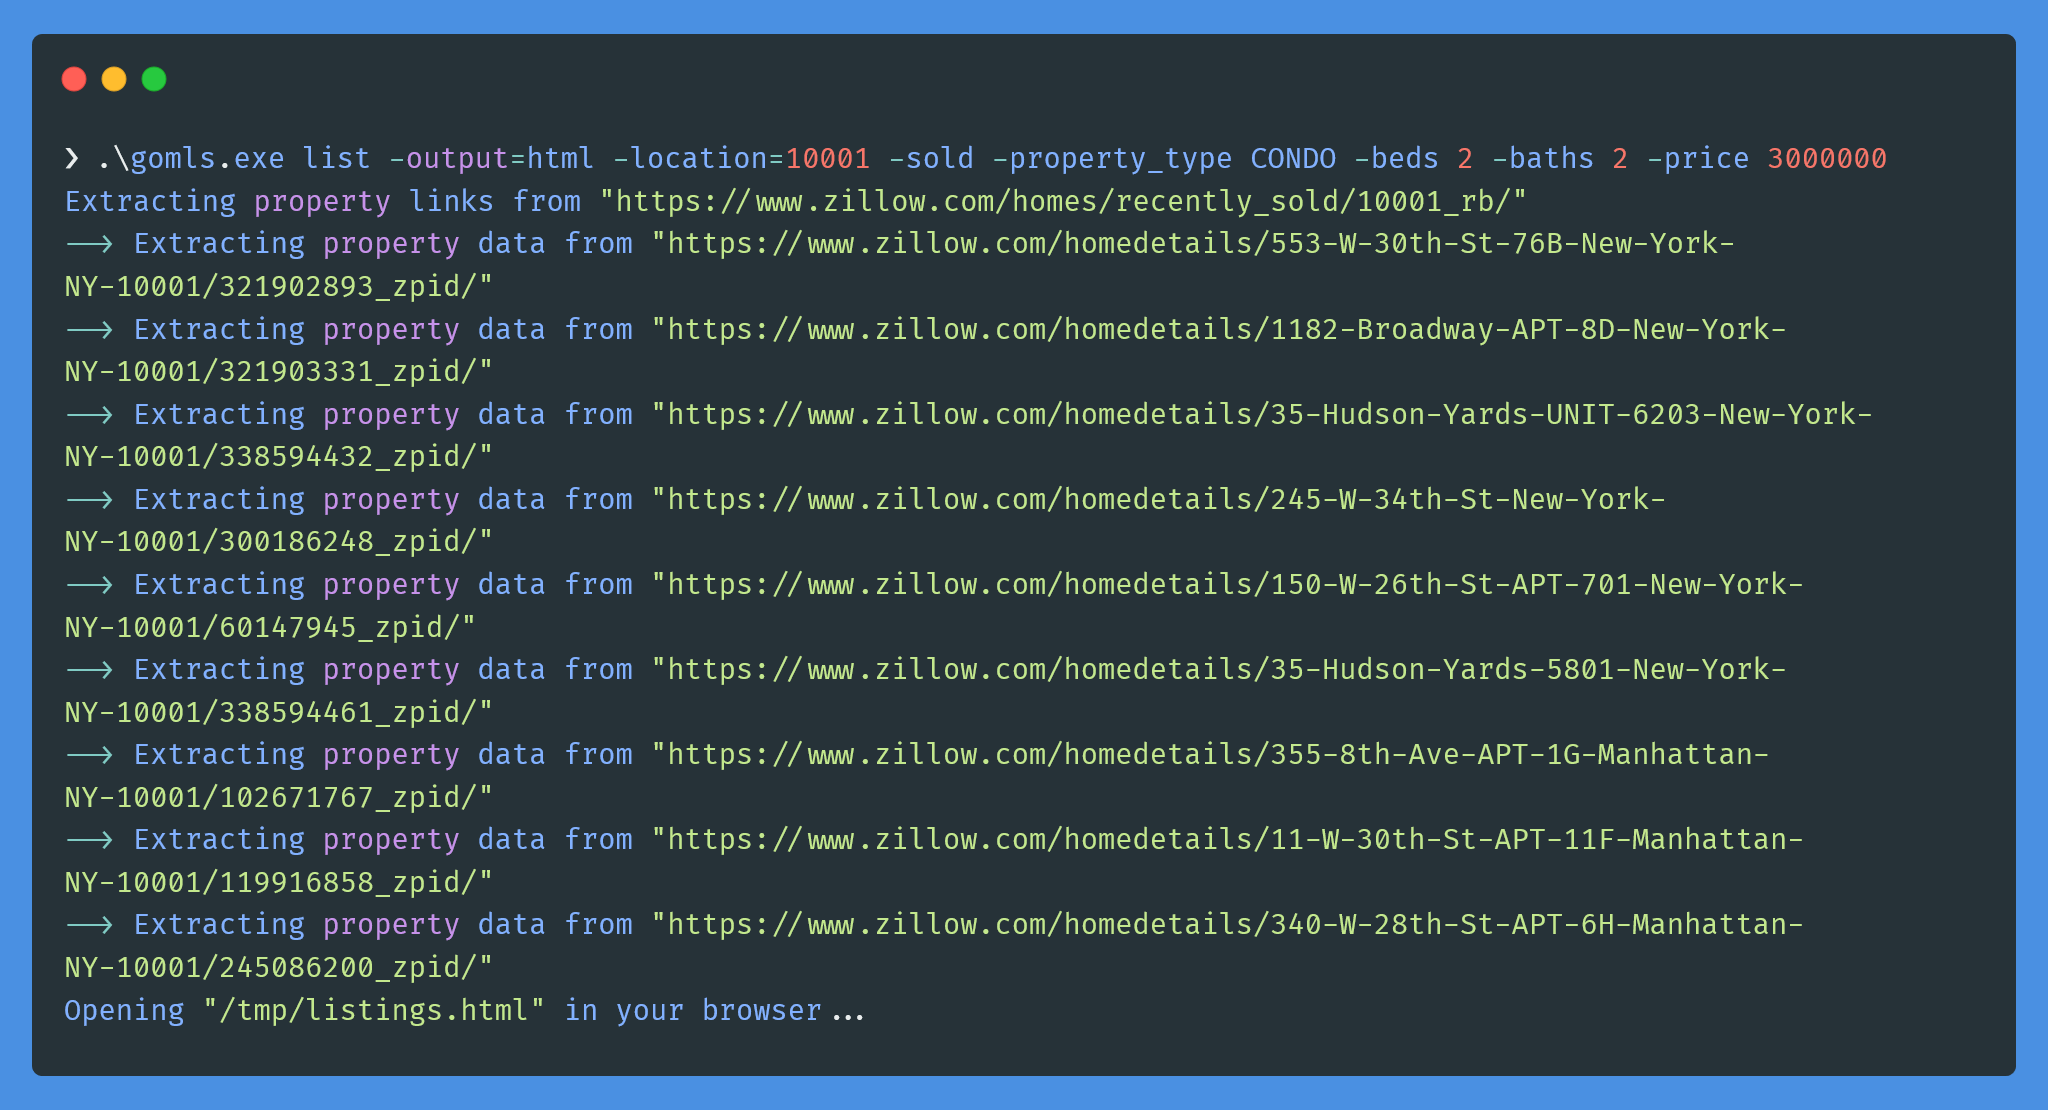 ❯ .\gomls.exe list -output=html -location=10001 -sold -property_type CONDO -beds 2 -baths 2 -price 3000000
Extracting property links from "https://www.zillow.com/homes/recently_sold/10001_rb/"
--> Extracting property data from "https://www.zillow.com/homedetails/553-W-30th-St-76B-New-York-
NY-10001/321902893_zpid/"
--> Extracting property data from "https://www.zillow.com/homedetails/1182-Broadway-APT-8D-New-York-
NY-10001/321903331_zpid/"
--> Extracting property data from "https://www.zillow.com/homedetails/35-Hudson-Yards-UNIT-6203-New-York-
NY-10001/338594432_zpid/"
--> Extracting property data from "https://www.zillow.com/homedetails/245-W-34th-St-New-York-
NY-10001/300186248_zpid/"
--> Extracting property data from "https://www.zillow.com/homedetails/150-W-26th-St-APT-701-New-York-
NY-10001/60147945_zpid/"
--> Extracting property data from "https://www.zillow.com/homedetails/35-Hudson-Yards-5801-New-York-
NY-10001/338594461_zpid/"
--> Extracting property data from "https://www.zillow.com/homedetails/355-8th-Ave-APT-1G-Manhattan-
NY-10001/102671767_zpid/"
--> Extracting property data from "https://www.zillow.com/homedetails/11-W-30th-St-APT-11F-Manhattan-
NY-10001/119916858_zpid/"
--> Extracting property data from "https://www.zillow.com/homedetails/340-W-28th-St-APT-6H-Manhattan-
NY-10001/245086200_zpid/"
Opening "/tmp/listings.html" in your browser...